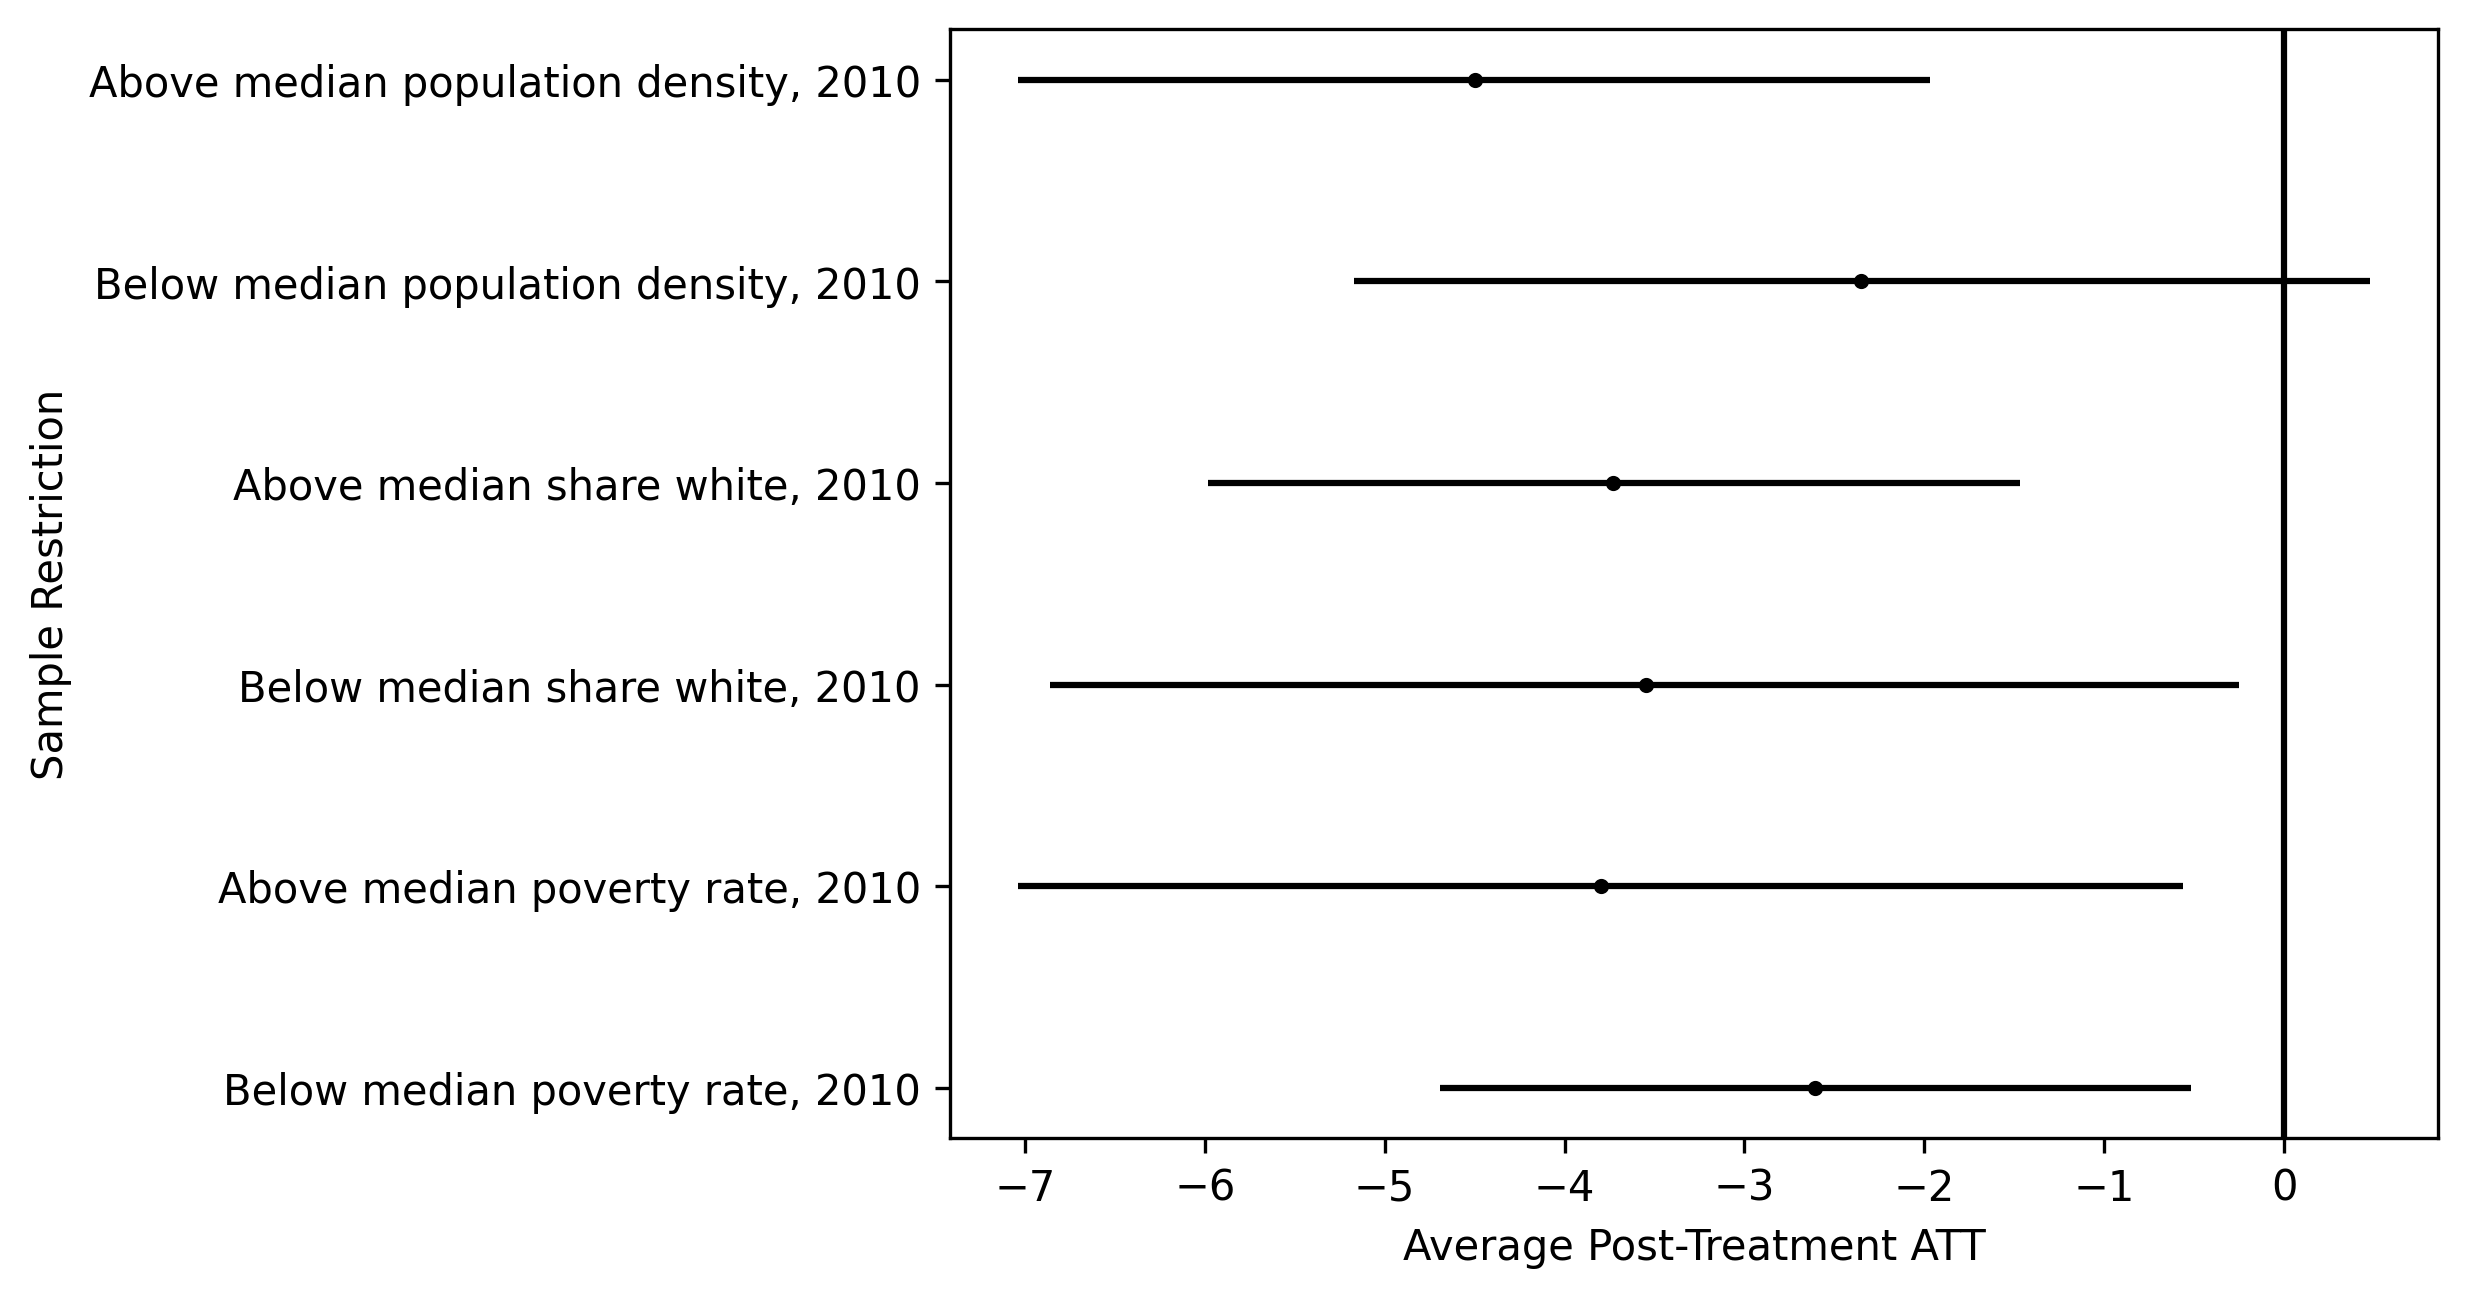 Sample Restriction
Above median population density, 2010
Below median population density, 2010
Above median share white, 2010
Below median share white, 2010
Above median poverty rate, 2010
Below median poverty rate, 2010
−7 −6 −5 −4 −3 −2 −1 0
Average Post-Treatment ATT